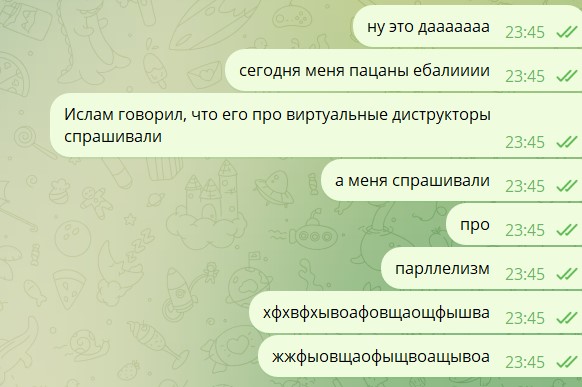 ну это дааааааа
23:45
сегодня меня пацаны ебалииии
23:45
Ислам говорил, что его про виртуальные диструкторы
спрашивали
23:45
а меня спрашивали
23:45
про
23:45
парллелизм
23:45
хфхвфхывоафовщаощфышва
23:45
жжфыовщаофыщвоащывоа
23:45